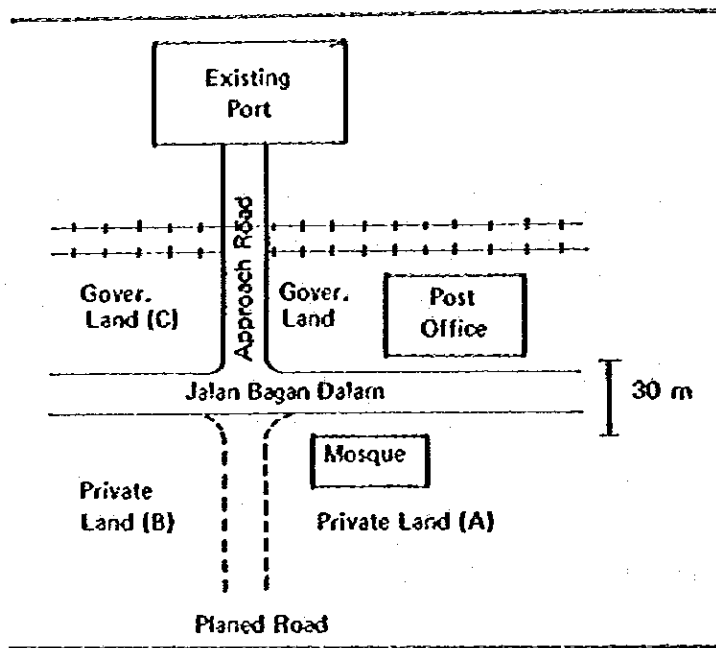 Existing
Port
Approach Road
Gover.
Land (C)
Gover.
Land
Post
Office
Jalan Bagan Dalam
30 m
Mosque
Private
Land (B)
Private Land (A)
Planed Road